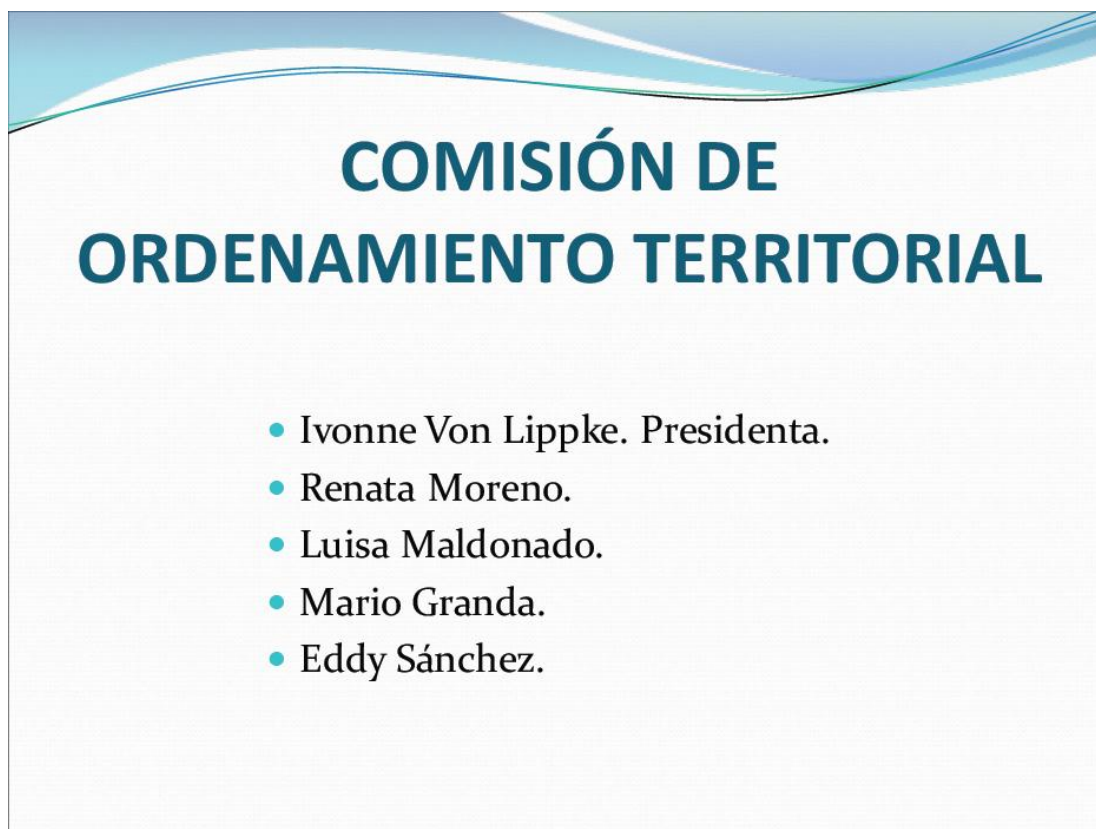 COMISIÓN DE
ORDENAMIENTO TERRITORIAL
• Ivonne Von Lippke. Presidenta.
• Renata Moreno.
• Luisa Maldonado.
• Mario Granda.
• Eddy Sánchez.